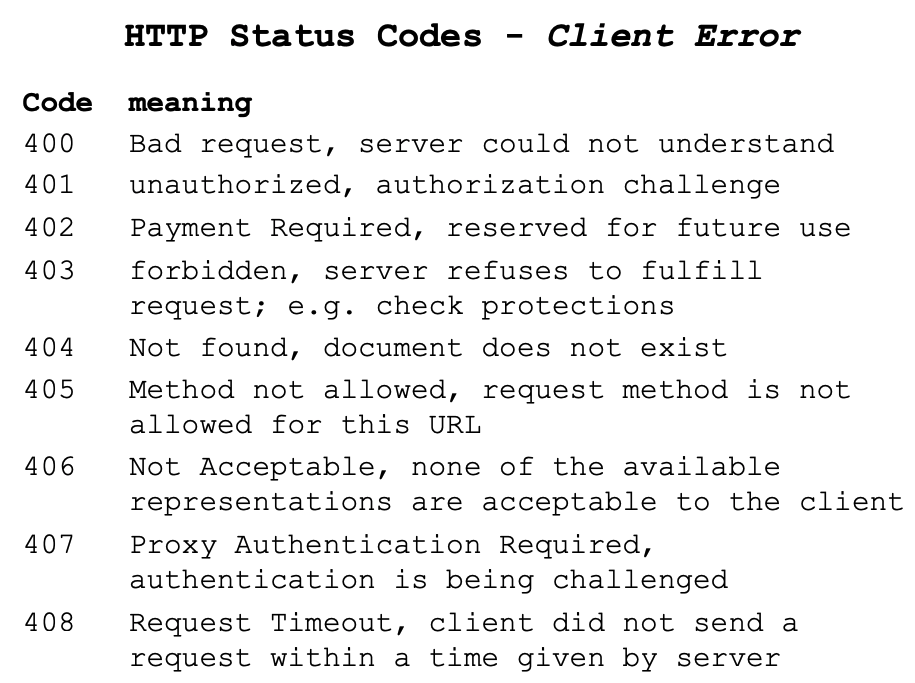 HTTP Status Codes - Client Error
Code meaning
400 Bad request, server could not understand
401 unauthorized, authorization challenge
402 Payment Required, reserved for future use
403 forbidden, server refuses to fulfill
request; e.g. check protections
404 Not found, document does not exist
405 Method not allowed, request method is not
allowed for this URL
406 Not Acceptable, none of the available
representations are acceptable to the client
407 Proxy Authentication Required,
authentication is being challenged
408 Request Timeout, client did not send a
request within a time given by server